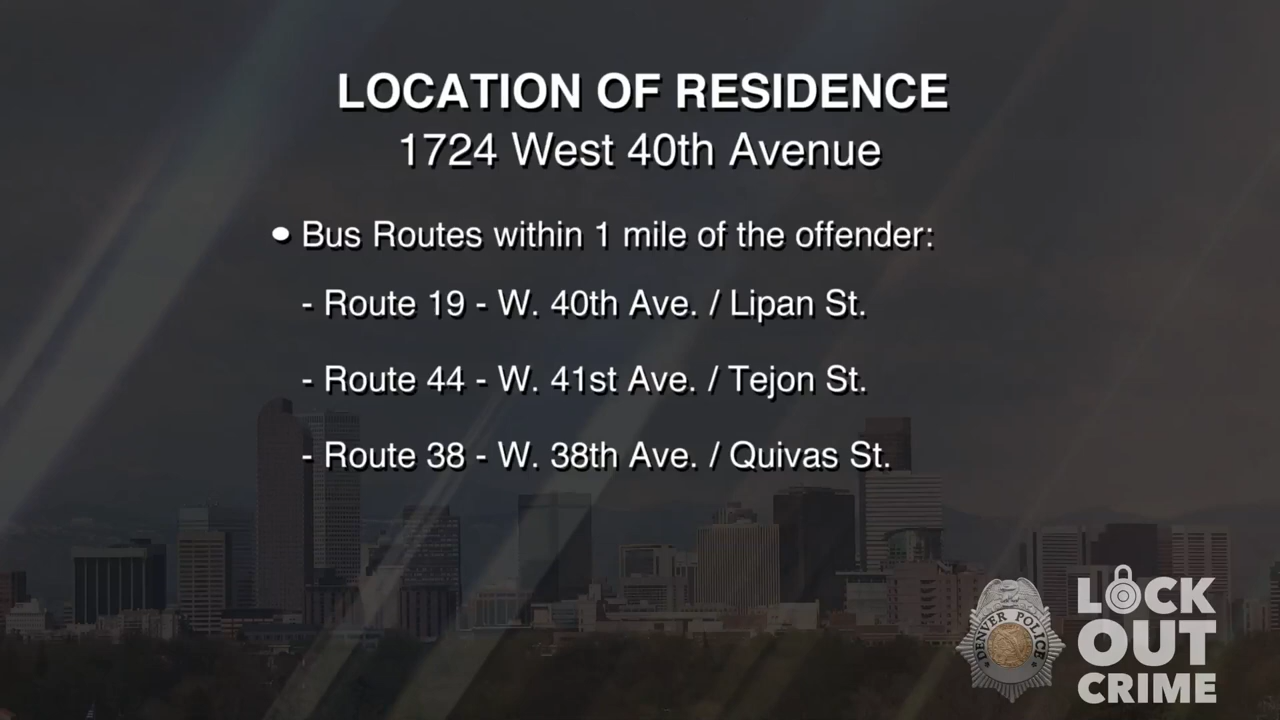 LOCATION OF RESIDENCE
1724 West 40th Avenue
• Bus Routes within 1 mile of the offender:
- Route 19 - W. 40th Ave. / Lipan St.
- Route 44 - W. 41st Ave. / Tejon St.
- Route 38 - W. 38th Ave. / Quivas St.
DENVER POLICE
LOCK
OUT
CRIME